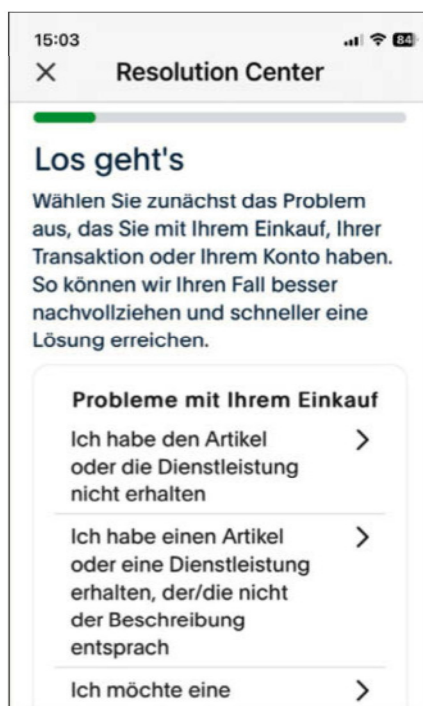 15:03
84
Resolution Center
Los geht's
Wählen Sie zunächst das Problem
aus, das Sie mit Ihrem Einkauf, Ihrer
Transaktion oder Ihrem Konto haben.
So können wir Ihren Fall besser
nachvollziehen und schneller eine
Lösung erreichen.
Probleme mit Ihrem Einkauf
Ich habe den Artikel
oder die Dienstleistung
nicht erhalten
Ich habe einen Artikel
oder eine Dienstleistung
erhalten, der/die nicht
der Beschreibung
entsprach
Ich möchte eine